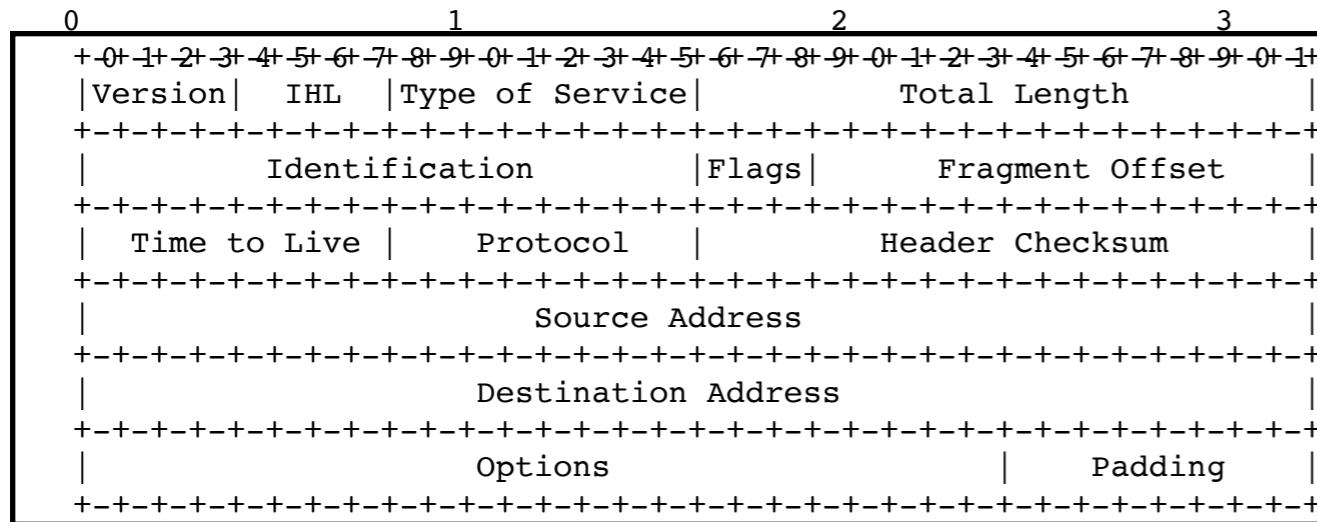 0 1 2 3
+-0+-1+-2+-3+-4+-5+-6+-7+-8+-9+-0+-1+-2+-3+-4+-5+-6+-7+-8+-9+-0+-1+-2+-3+-4+-5+-6+-7+-8+-9+-0+-1+
|Version| IHL |Type of Service| Total Length |
+-+-+-+-+-+-+-+-+-+-+-+-+-+-+-+-+-+-+-+-+-+-+-+-+-+-+-+-+-+-+-+-+
| Identification |Flags| Fragment Offset |
+-+-+-+-+-+-+-+-+-+-+-+-+-+-+-+-+-+-+-+-+-+-+-+-+-+-+-+-+-+-+-+-+
| Time to Live | Protocol | Header Checksum |
+-+-+-+-+-+-+-+-+-+-+-+-+-+-+-+-+-+-+-+-+-+-+-+-+-+-+-+-+-+-+-+-+
| Source Address |
+-+-+-+-+-+-+-+-+-+-+-+-+-+-+-+-+-+-+-+-+-+-+-+-+-+-+-+-+-+-+-+-+
| Destination Address |
+-+-+-+-+-+-+-+-+-+-+-+-+-+-+-+-+-+-+-+-+-+-+-+-+-+-+-+-+-+-+-+-+
| Options | Padding |
+-+-+-+-+-+-+-+-+-+-+-+-+-+-+-+-+-+-+-+-+-+-+-+-+-+-+-+-+-+-+-+-+